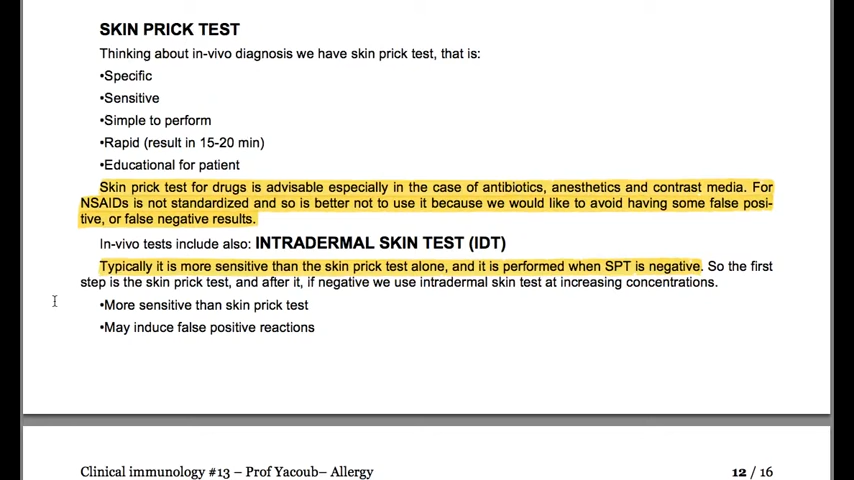 SKIN PRICK TEST
Thinking about in-vivo diagnosis we have skin prick test, that is:
•Specific
•Sensitive
•Simple to perform
•Rapid (result in 15-20 min)
•Educational for patient
Skin prick test for drugs is advisable especially in the case of antibiotics, anesthetics and contrast media. For
NSAIDs is not standardized and so is better not to use it because we would like to avoid having some false posi-
tive, or false negative results.
In-vivo tests include also: INTRADERMAL SKIN TEST (IDT)
Typically it is more sensitive than the skin prick test alone, and it is performed when SPT is negative. So the first
step is the skin prick test, and after it, if negative we use intradermal skin test at increasing concentrations.
•More sensitive than skin prick test
•May induce false positive reactions
Clinical immunology #13 – Prof Yacoub– Allergy 12 / 16